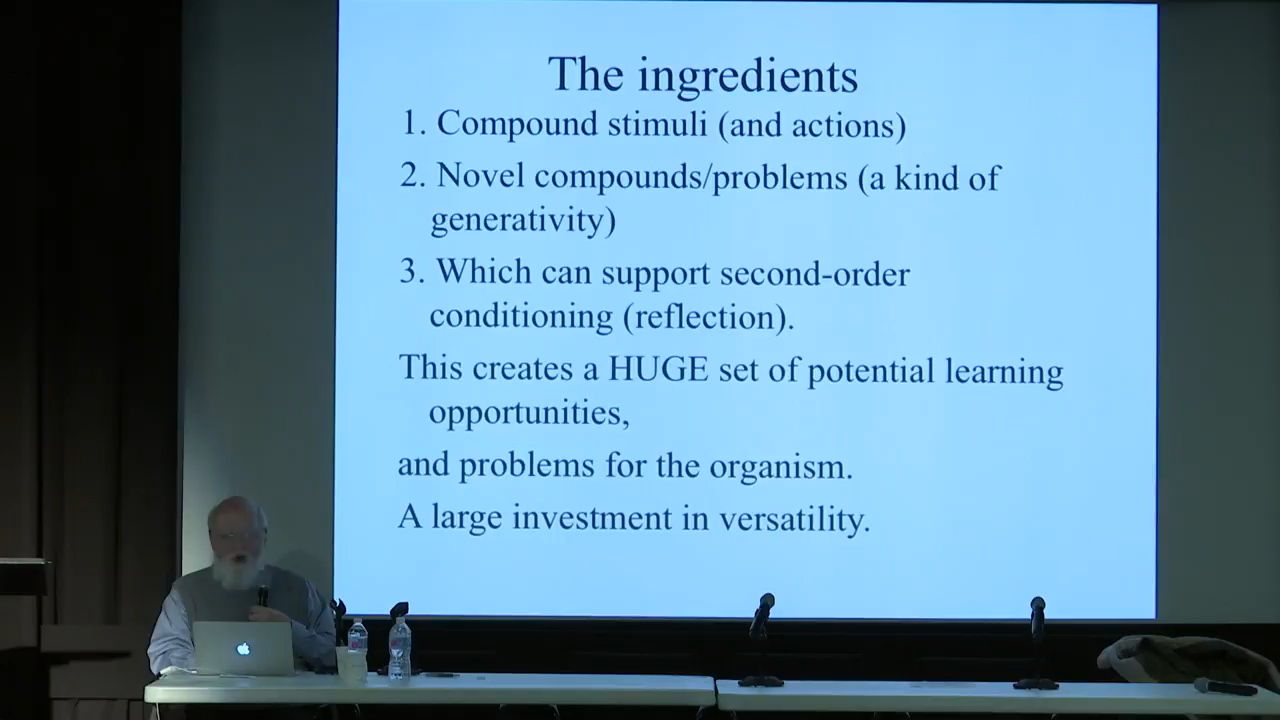 The ingredients
1. Compound stimuli (and actions)
2. Novel compounds/problems (a kind of
generativity)
3. Which can support second-order
conditioning (reflection).
This creates a HUGE set of potential learning
opportunities,
and problems for the organism.
A large investment in versatility.